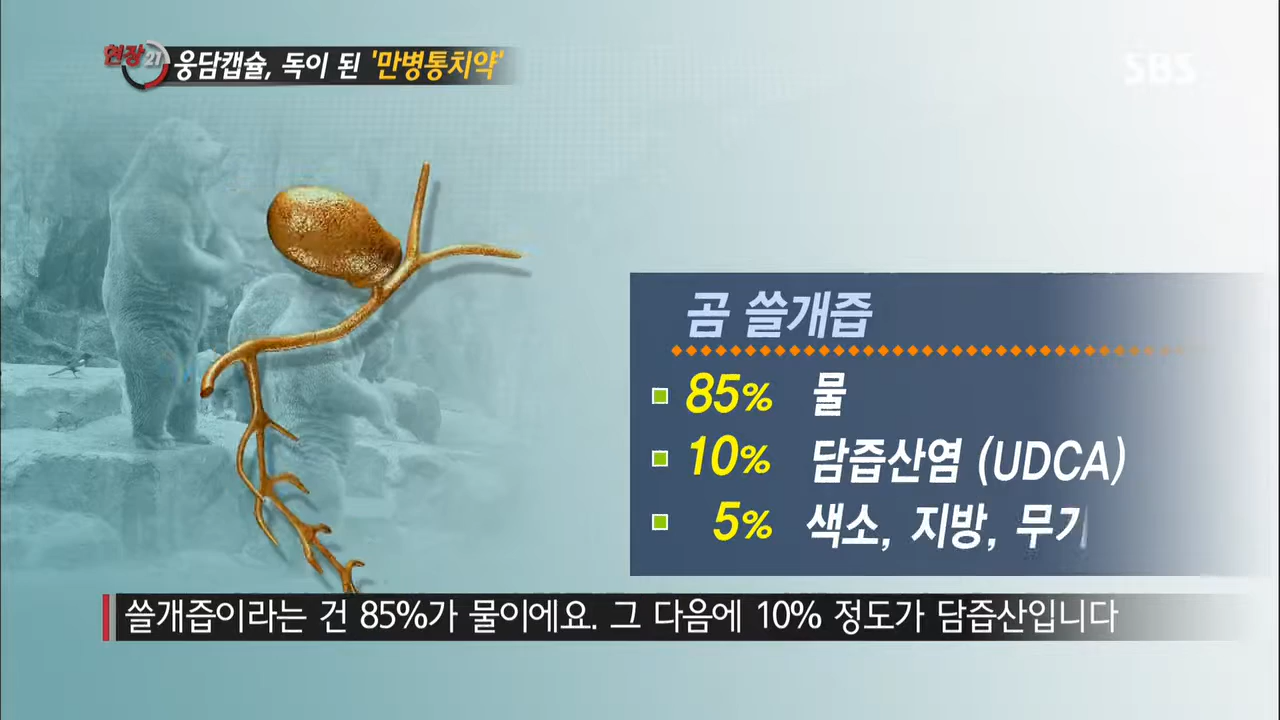 현장21
웅담캡슐, 독이 된 '만병통치약'
SBS
곰 쓸개즙
85% 물
10% 담즙산염 (UDCA)
5% 색소, 지방, 무기
쓸개즙이라는 건 85%가 물이에요. 그 다음에 10% 정도가 담즙산입니다